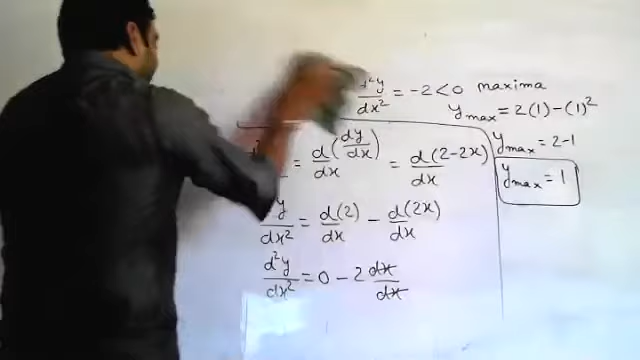 d²y/dx² = -2 < 0 maxima
y_max = 2(1) - (1)²
y_max = 2-1
y_max = 1
= d/dx (dy/dx) = d(2-2x)/dx
y/dx² = d(2)/dx - d(2x)/dx
d²y/dx² = 0 - 2 dx/dx